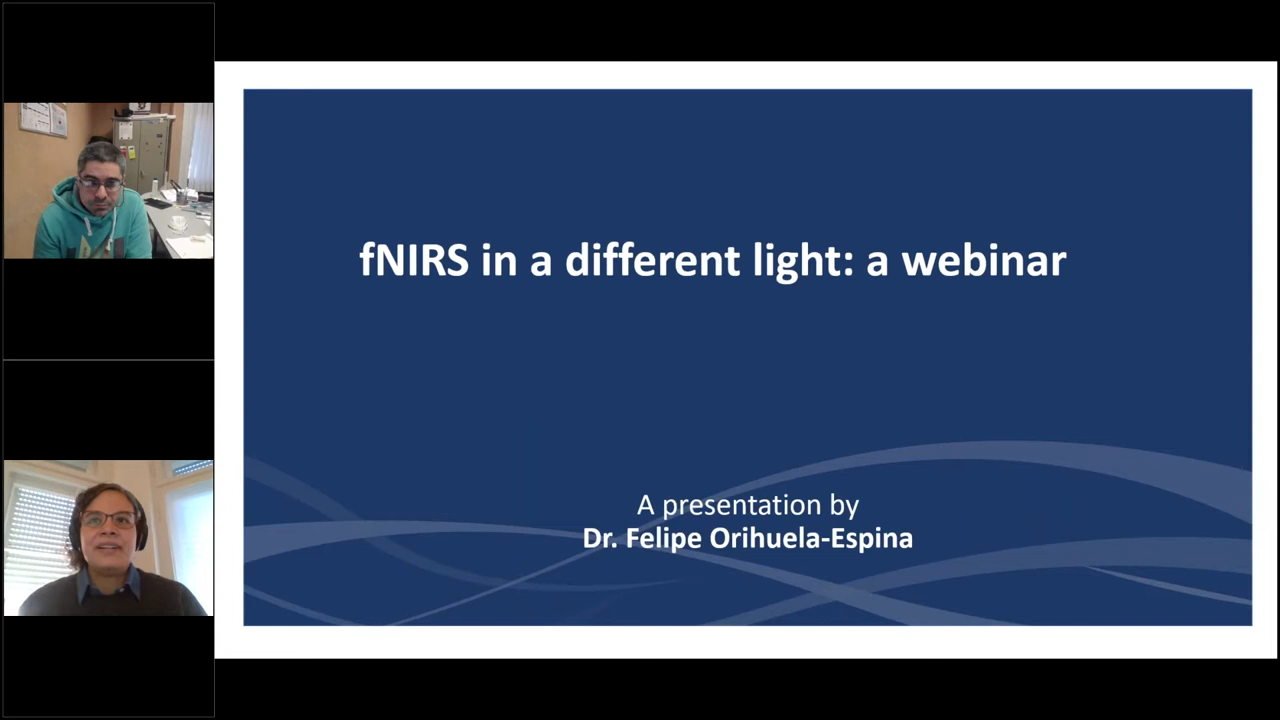 fNIRS in a different light: a webinar
A presentation by
Dr. Felipe Orihuela-Espina